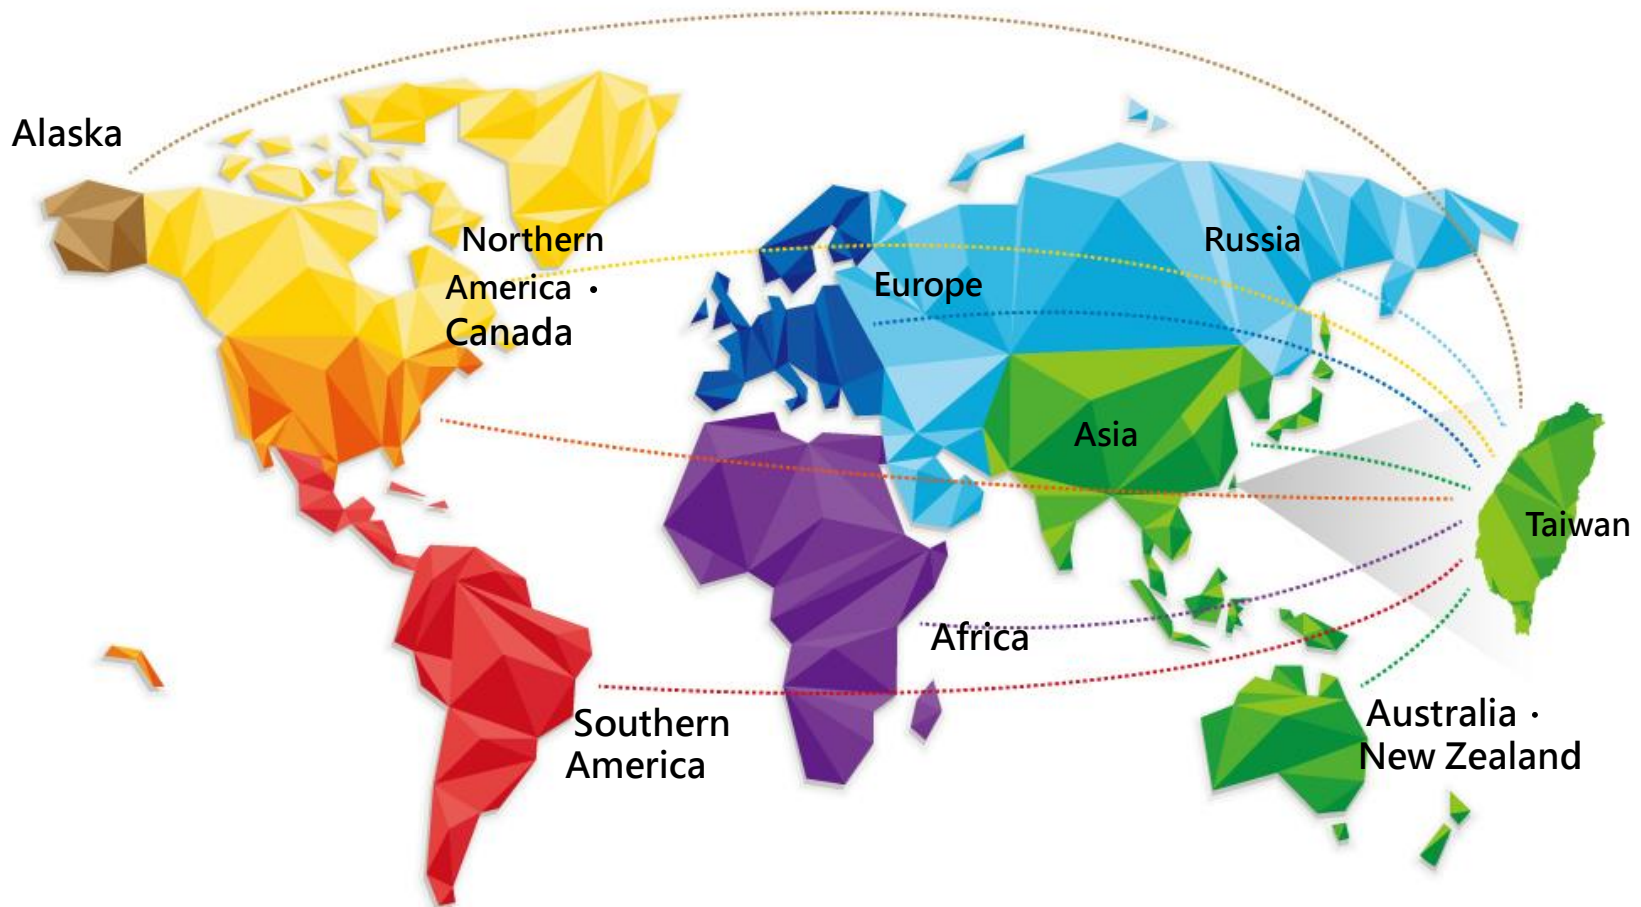 Alaska
Northern
America・
Canada
Europe
Russia
Asia
Taiwan
Africa
Southern
America
Australia・
New Zealand